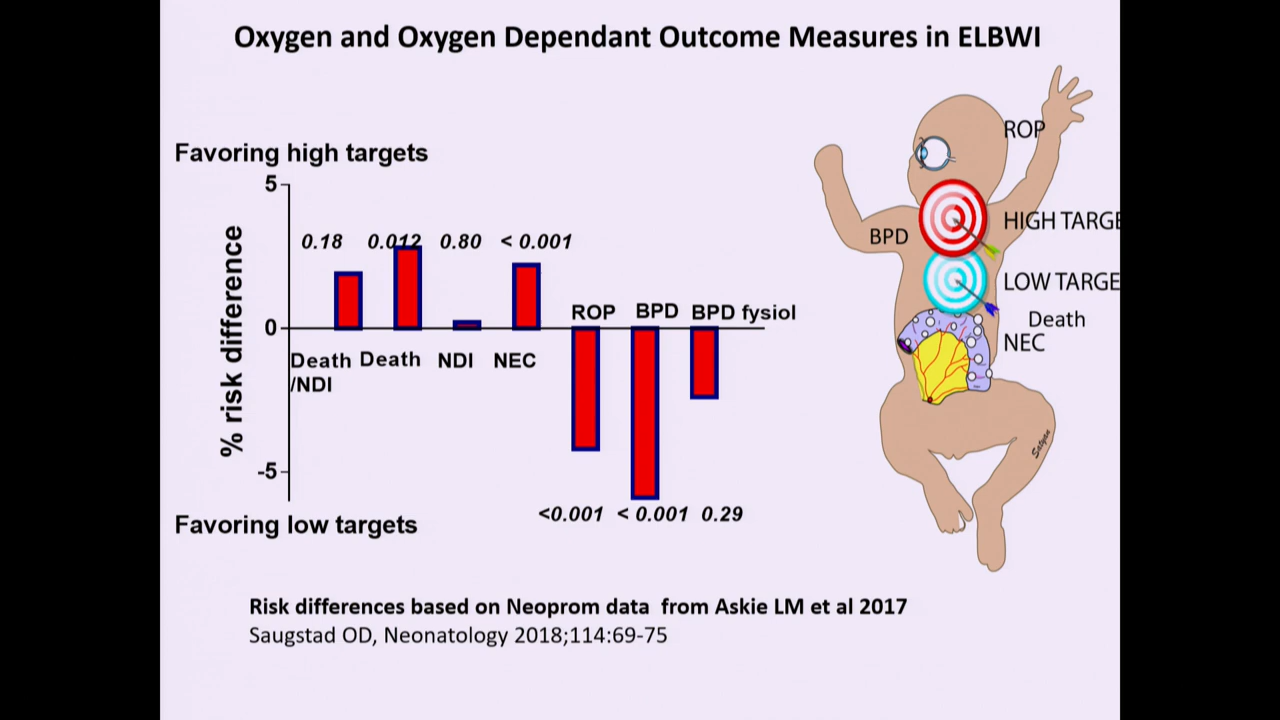 Oxygen and Oxygen Dependant Outcome Measures in ELBWI
Favoring high targets
5
0
-5
% risk difference
0.18 0.012 0.80 < 0.001
ROP BPD BPD fysiol
Death Death NDI NEC
/NDI
<0.001 < 0.001 0.29
Favoring low targets
ROP
HIGH TARGE
BPD
LOW TARGE
Death
NEC
Satyan
Risk differences based on Neoprom data from Askie LM et al 2017
Saugstad OD, Neonatology 2018;114:69-75